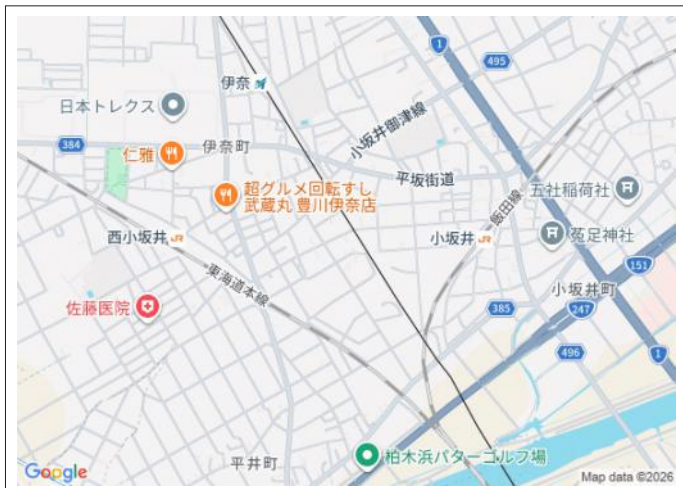 1
495
伊奈
日本トレクス
小坂井御津線
384
伊奈町
仁雅
平坂街道
超グルメ回転すし
武蔵丸 豊川伊奈店
飯田線
五社稲荷社
西小坂井 JR
小坂井 JR
菟足神社
東海道本線
151
小坂井町
佐藤医院
385
247
496
1
平井町
柏木浜パターゴルフ場
Google
Map data ©2026